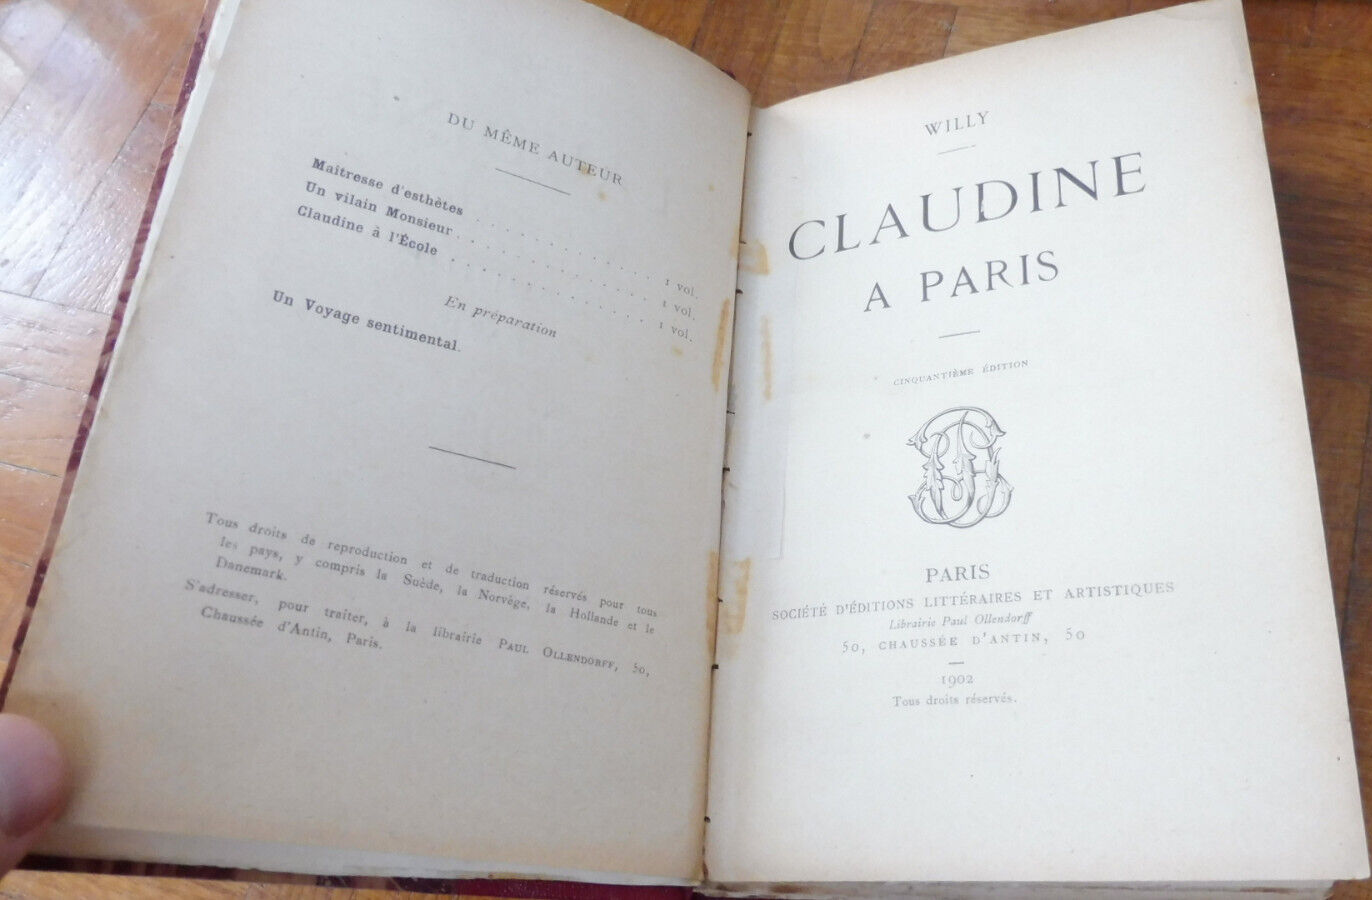 DU MÊME AUTEUR
Maîtresse d'esthètes . . . . . . . . . . . 1 vol.
Un vilain Monsieur . . . . . . . . . . . . 1 vol.
Claudine à l'École . . . . . . . . . . . . 1 vol.
En préparation
Un Voyage sentimental.
Tous droits de reproduction et de traduction réservés pour tous
les pays, y compris la Suède, la Norvège, la Hollande et le
Danemark.
S'adresser, pour traiter, à la librairie PAUL OLLENDORFF, 50,
Chaussée d'Antin, Paris.
WILLY
CLAUDINE
A PARIS
CINQUANTIÈME ÉDITION
PARIS
SOCIÉTÉ D'ÉDITIONS LITTÉRAIRES ET ARTISTIQUES
Librairie Paul Ollendorff
50, CHAUSSÉE D'ANTIN, 50
1902
Tous droits réservés.